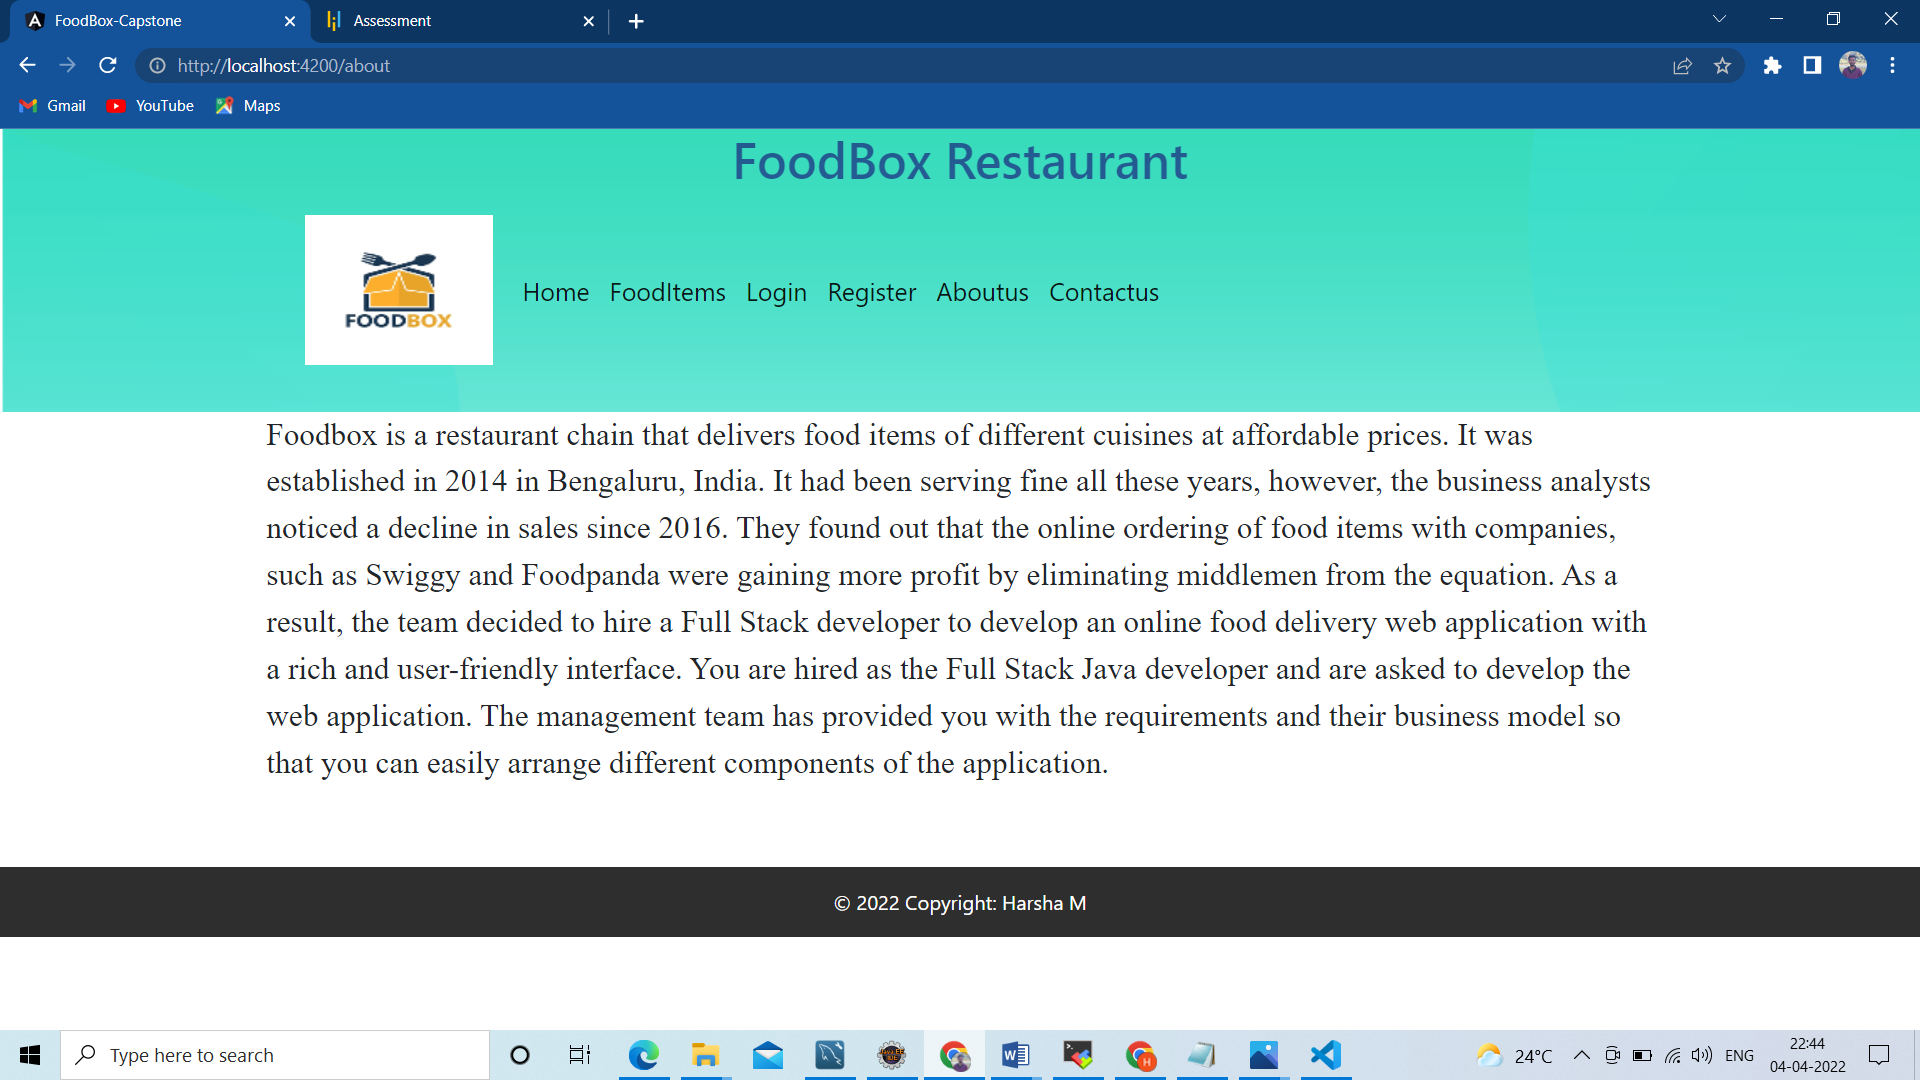 FoodBox-Capstone
Assessment
http://localhost:4200/about
Gmail
YouTube
Maps
FoodBox Restaurant
FOODBOX
Home FoodItems Login Register Aboutus Contactus
Foodbox is a restaurant chain that delivers food items of different cuisines at affordable prices. It was
established in 2014 in Bengaluru, India. It had been serving fine all these years, however, the business analysts
noticed a decline in sales since 2016. They found out that the online ordering of food items with companies,
such as Swiggy and Foodpanda were gaining more profit by eliminating middlemen from the equation. As a
result, the team decided to hire a Full Stack developer to develop an online food delivery web application with
a rich and user-friendly interface. You are hired as the Full Stack Java developer and are asked to develop the
web application. The management team has provided you with the requirements and their business model so
that you can easily arrange different components of the application.
© 2022 Copyright: Harsha M
Type here to search
24°C
ENG
22:44
04-04-2022